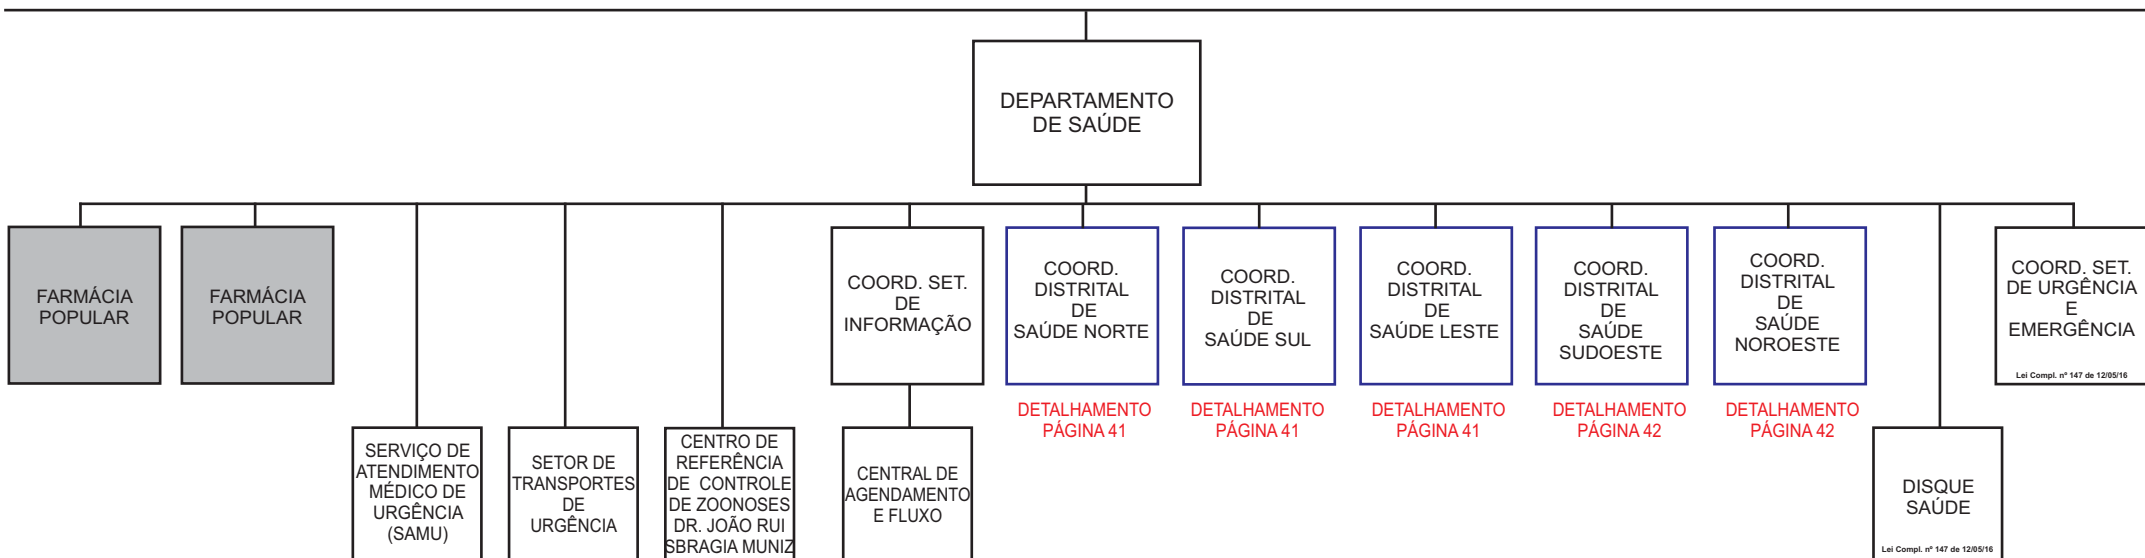 DEPARTAMENTO
DE SAÚDE
FARMÁCIA
POPULAR
FARMÁCIA
POPULAR
SERVIÇO DE
ATENDIMENTO
MÉDICO DE
URGÊNCIA
(SAMU)
SETOR DE
TRANSPORTES
DE
URGÊNCIA
CENTRO DE
REFERÊNCIA
DE CONTROLE
DE ZOONOSES
DR. JOÃO RUI
SBRAGIA MUNIZ
COORD. SET.
DE
INFORMAÇÃO
CENTRAL DE
AGENDAMENTO
E FLUXO
COORD.
DISTRITAL
DE
SAÚDE NORTE
DETALHAMENTO
PÁGINA 41
COORD.
DISTRITAL
DE
SAÚDE SUL
DETALHAMENTO
PÁGINA 41
COORD.
DISTRITAL
DE
SAÚDE LESTE
DETALHAMENTO
PÁGINA 41
COORD.
DISTRITAL
DE
SAÚDE
SUDOESTE
DETALHAMENTO
PÁGINA 42
COORD.
DISTRITAL
DE
SAÚDE
NOROESTE
DETALHAMENTO
PÁGINA 42
DISQUE
SAÚDE
Lei Compl. nº 147 de 12/05/16
COORD. SET.
DE URGÊNCIA
E
EMERGÊNCIA
Lei Compl. nº 147 de 12/05/16